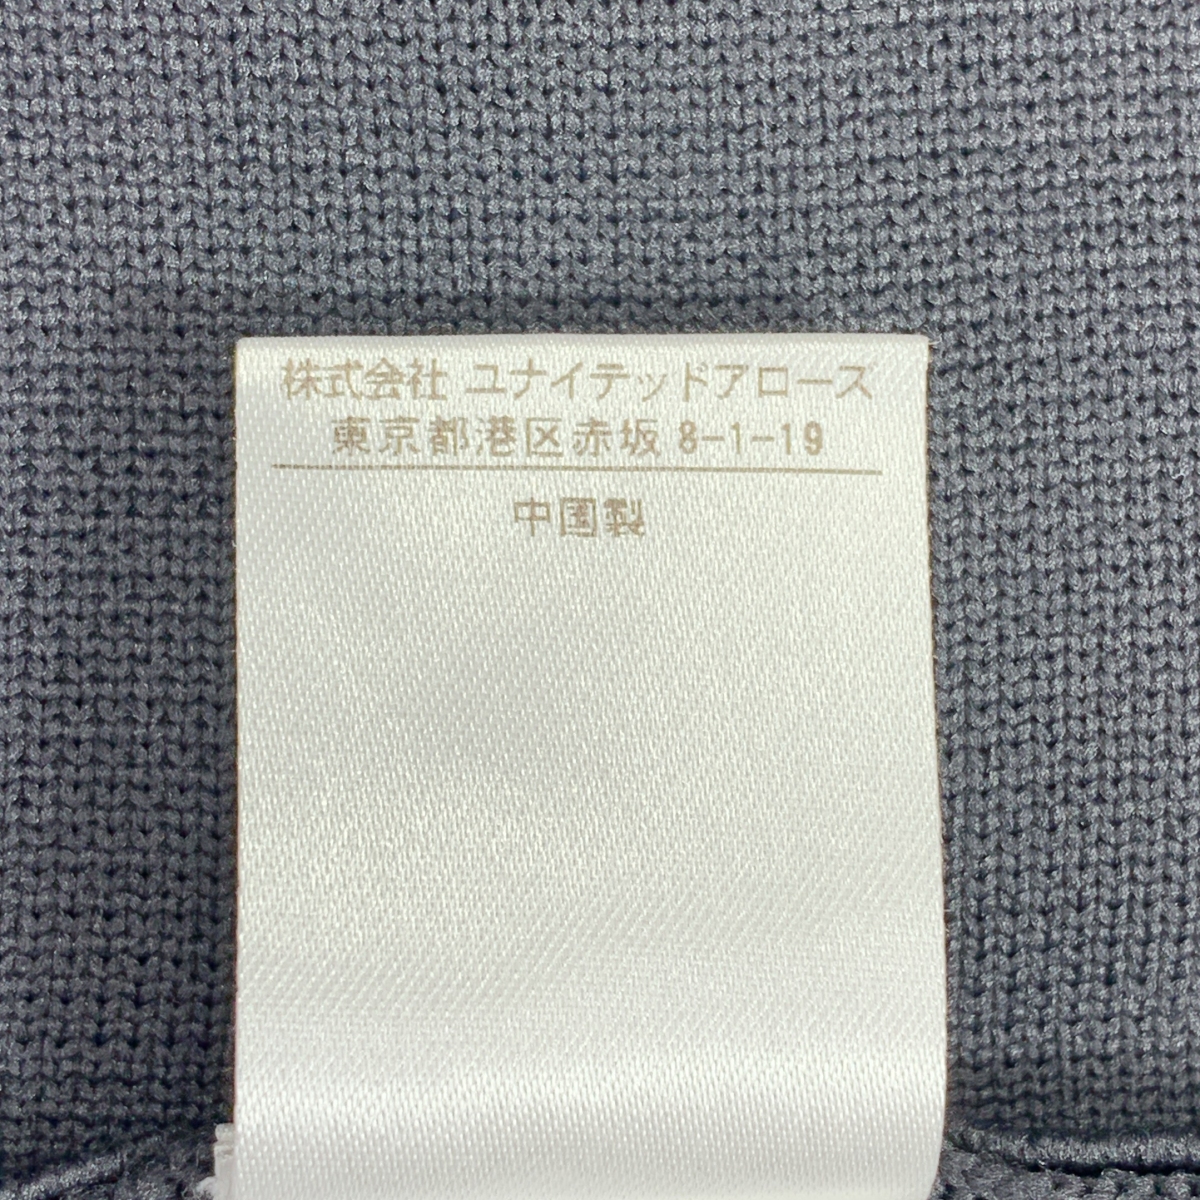 株式会社 ユナイテッドアローズ
東京都港区赤坂 8-1-19
中国製